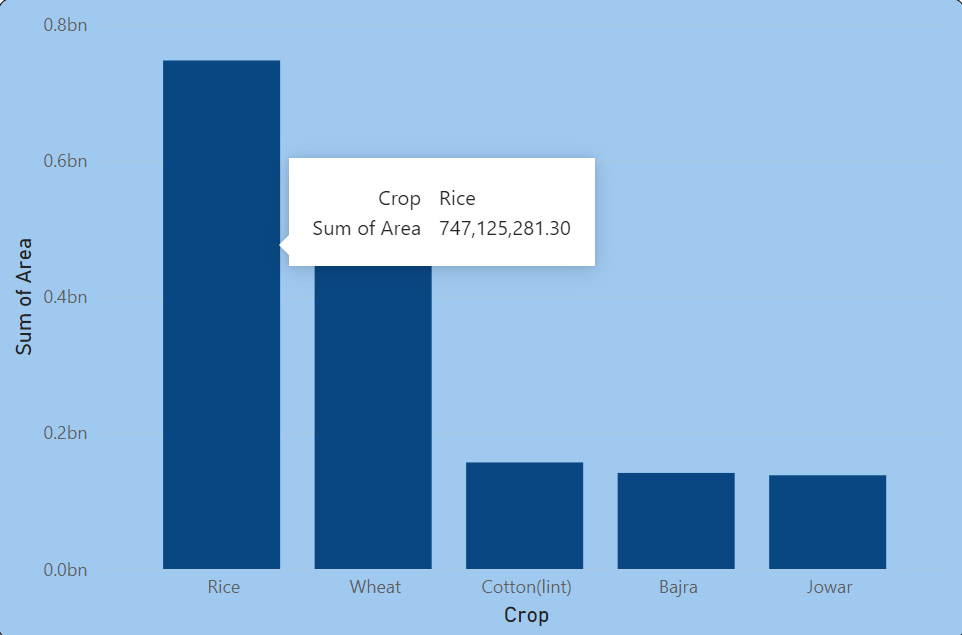 0.8bn
0.6bn
0.4bn
0.2bn
0.0bn
Sum of Area
Crop Rice
Sum of Area 747,125,281.30
Rice Wheat Cotton(lint) Bajra Jowar
Crop